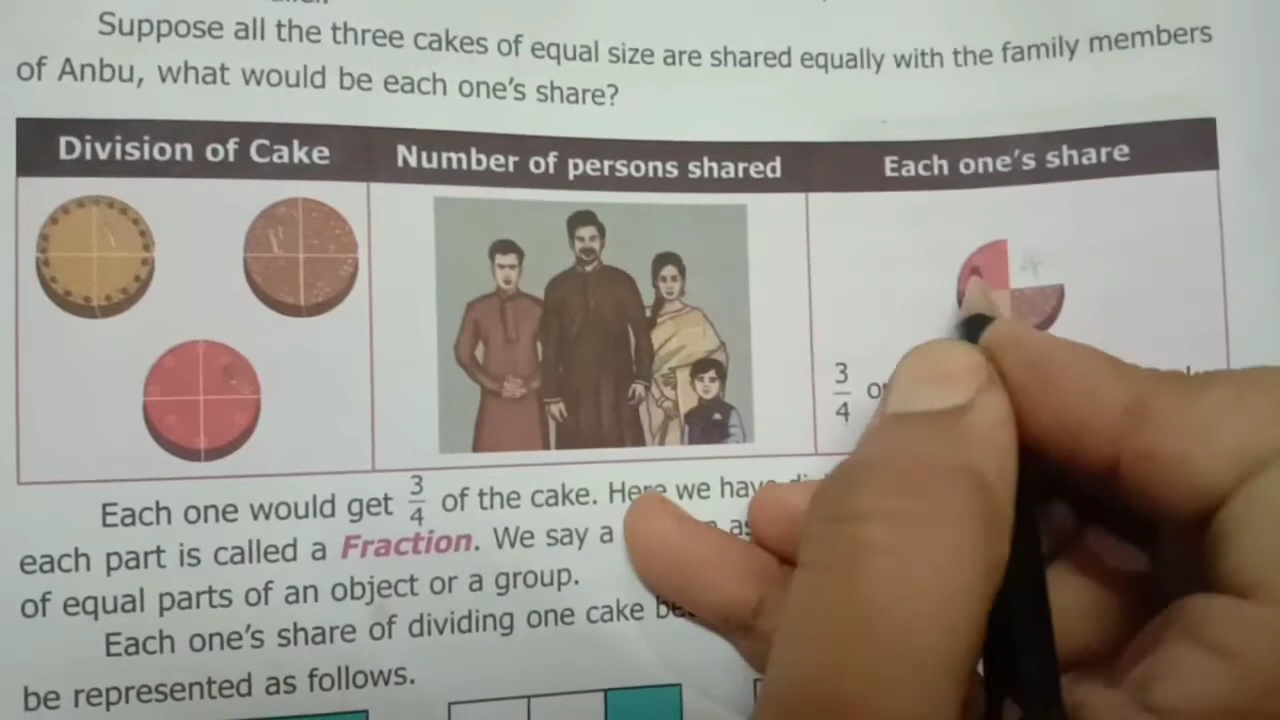 Suppose all the three cakes of equal size are shared equally with the family members
of Anbu, what would be each one's share?
Division of Cake
Number of persons shared
Each one's share
3/4
Each one would get 3/4 of the cake. Here we have
each part is called a Fraction. We say a
of equal parts of an object or a group.
Each one's share of dividing one cake
be represented as follows.